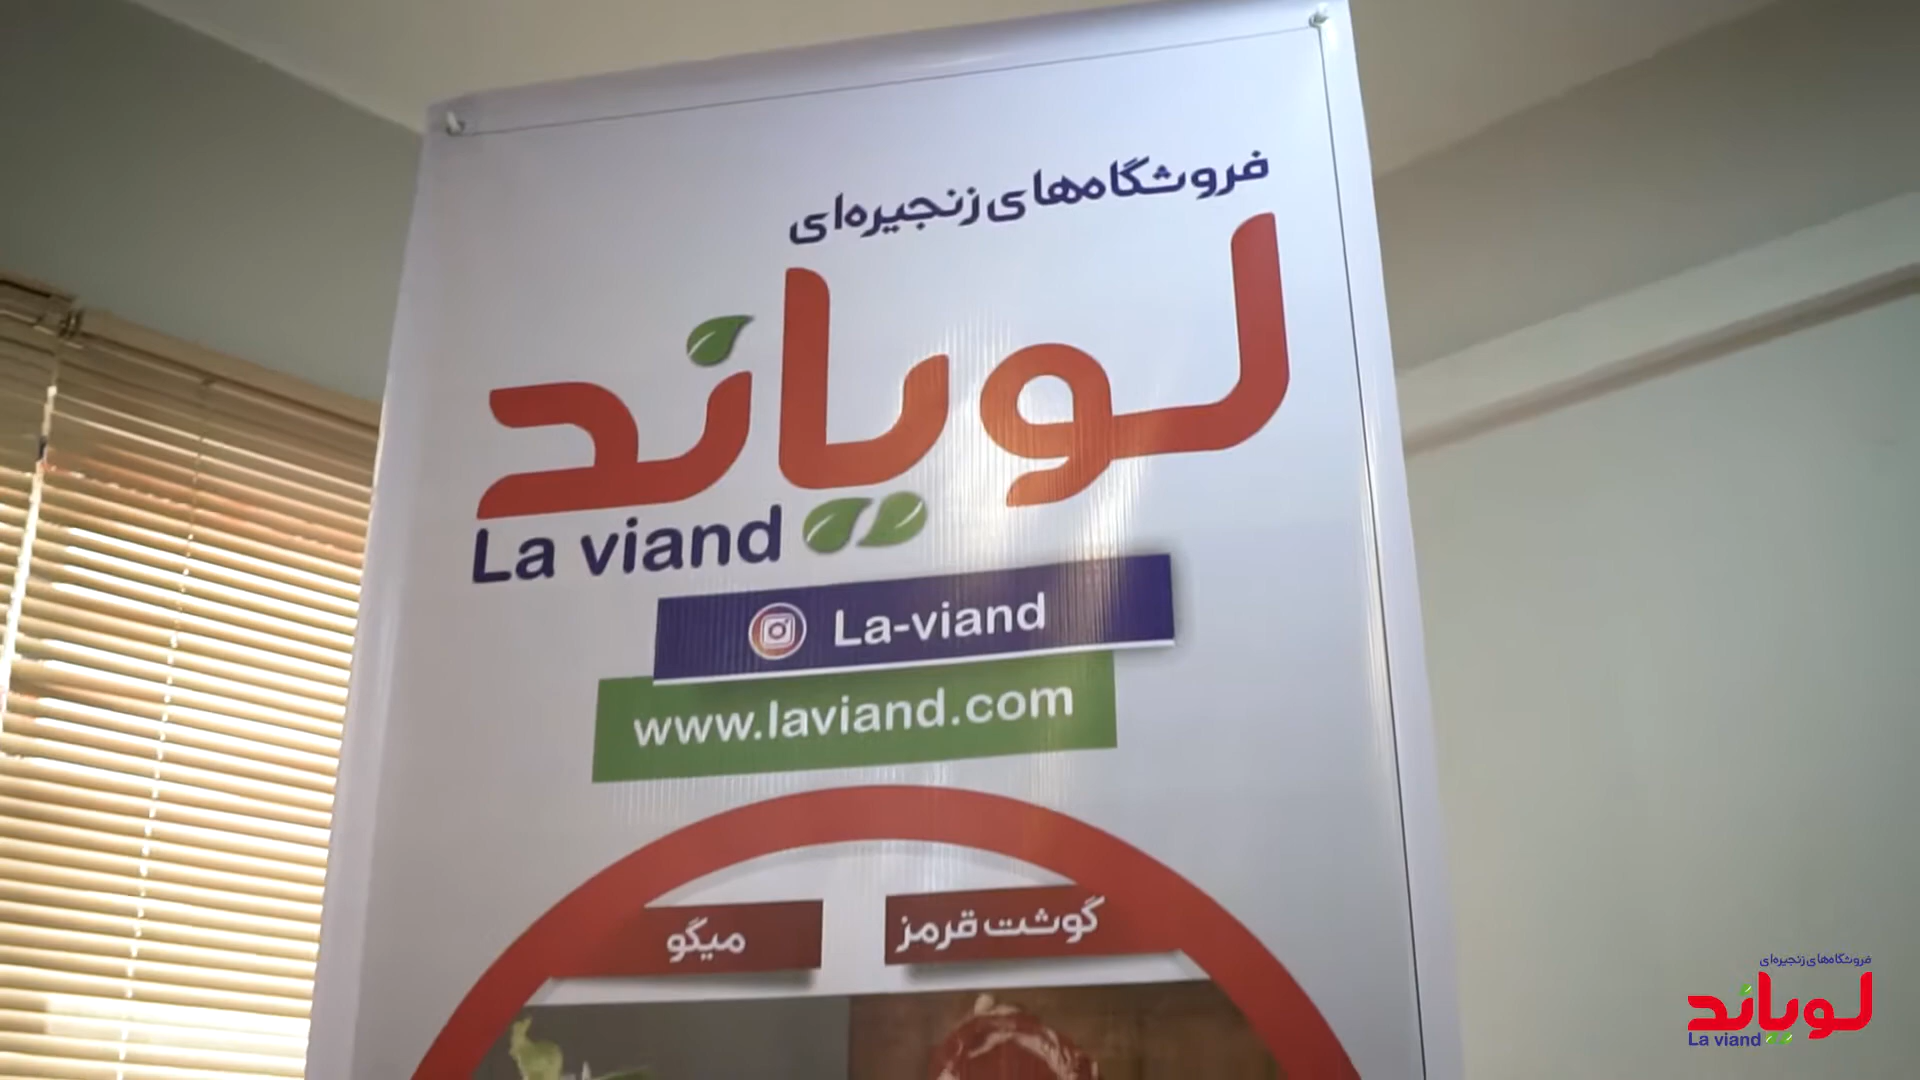 فروشگاه‌های زنجیره‌ای
لویاند
La viand
La-viand
www.laviand.com
گوشت قرمز
میگو
فروشگاه‌های زنجیره‌ای
لویاند
La viand